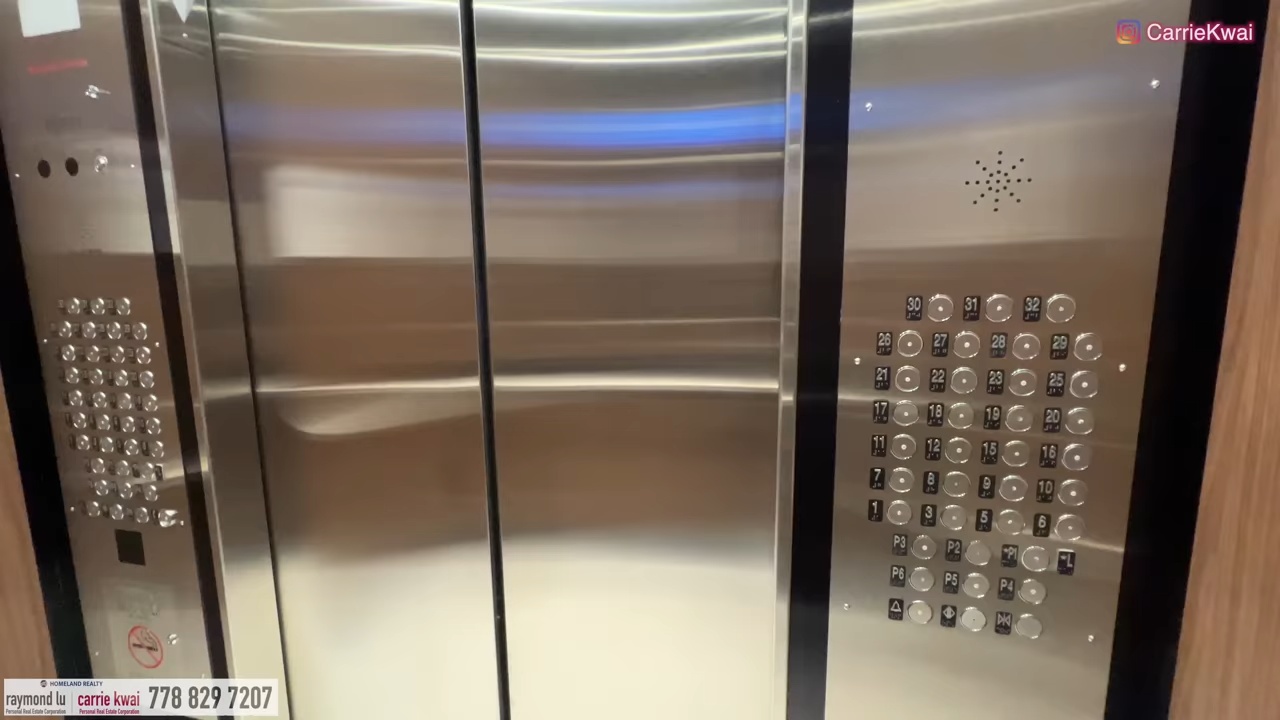 CarrieKwai
30 31 32
26 27 28 29
21 22 23 25
17 18 19 20
11 12 15 16
7 8 9 10
1 3 5 6
P3 P2 *P1 *L
P6 P5 P4
HOMELAND REALTY
raymond lu carrie kwai 778 829 7207
Personal Real Estate Corporation Personal Real Estate Corporation